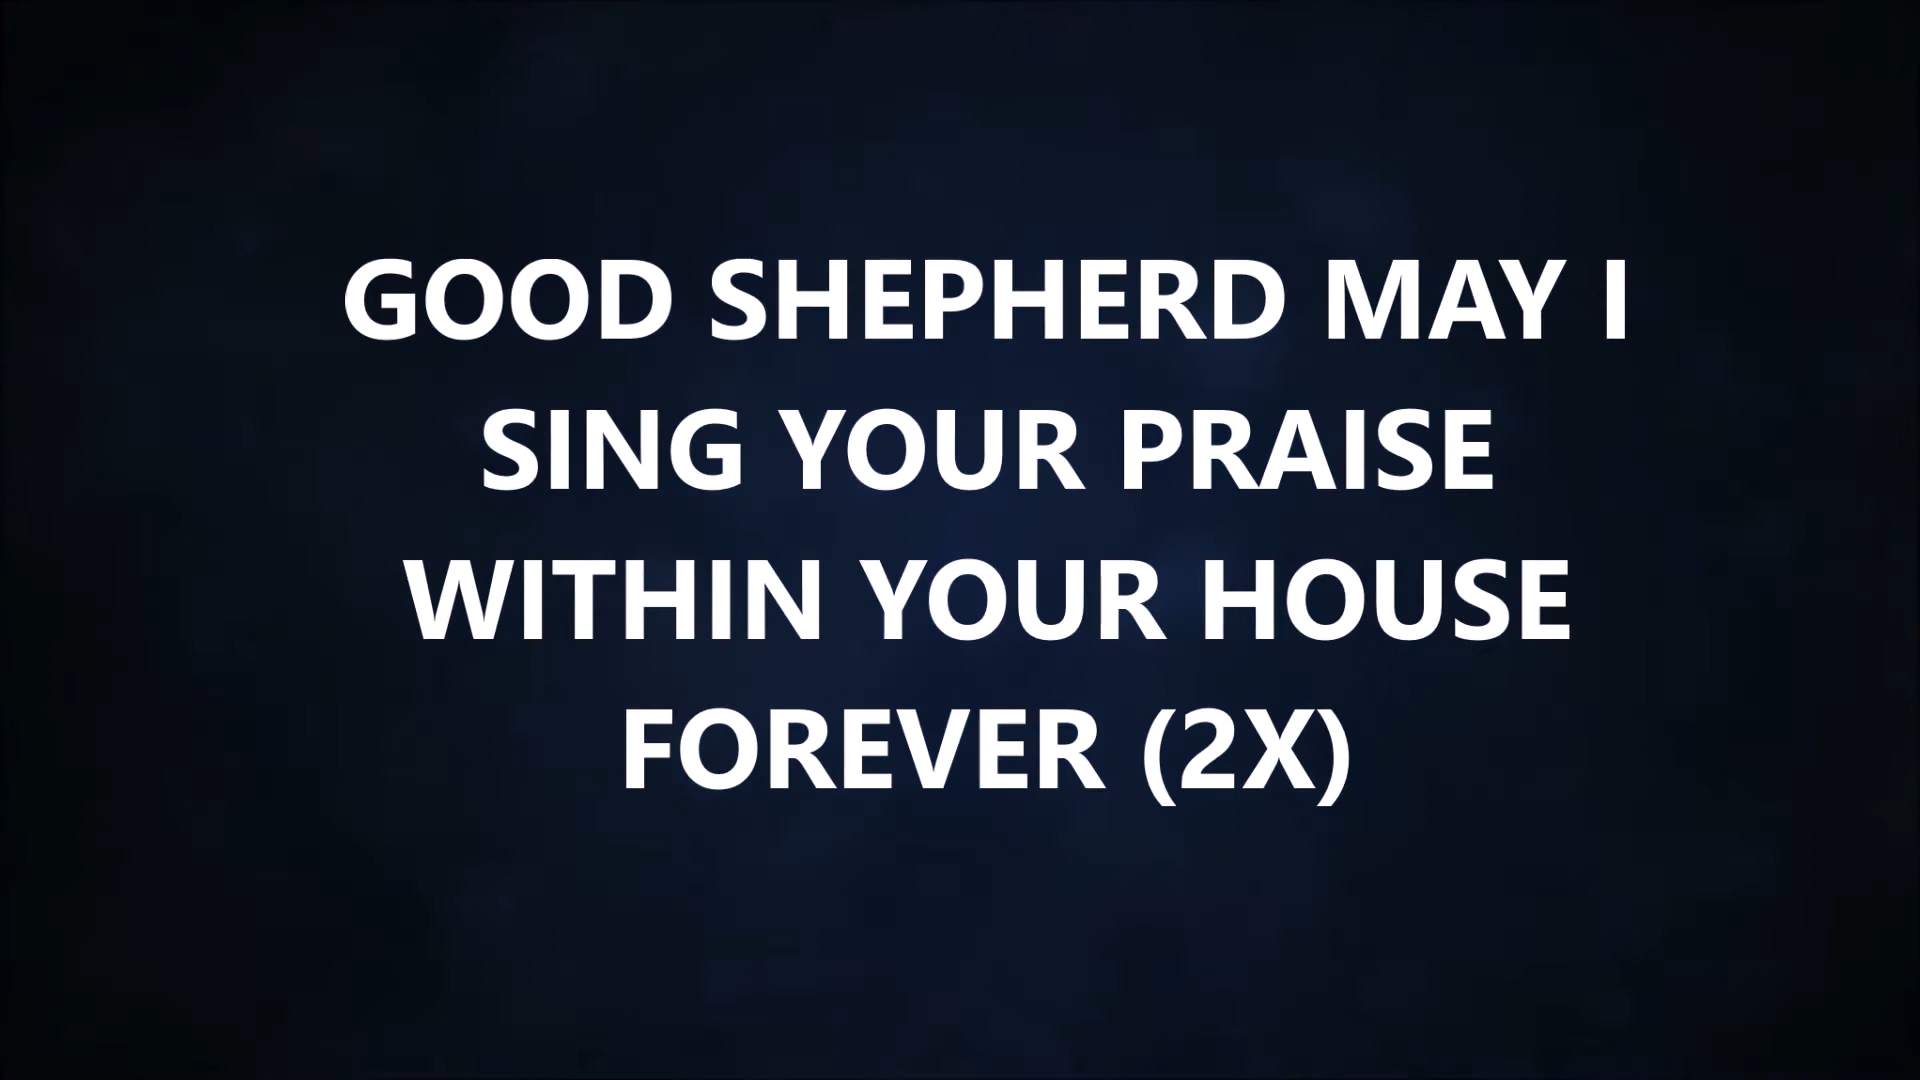 GOOD SHEPHERD MAY I
SING YOUR PRAISE
WITHIN YOUR HOUSE
FOREVER (2X)